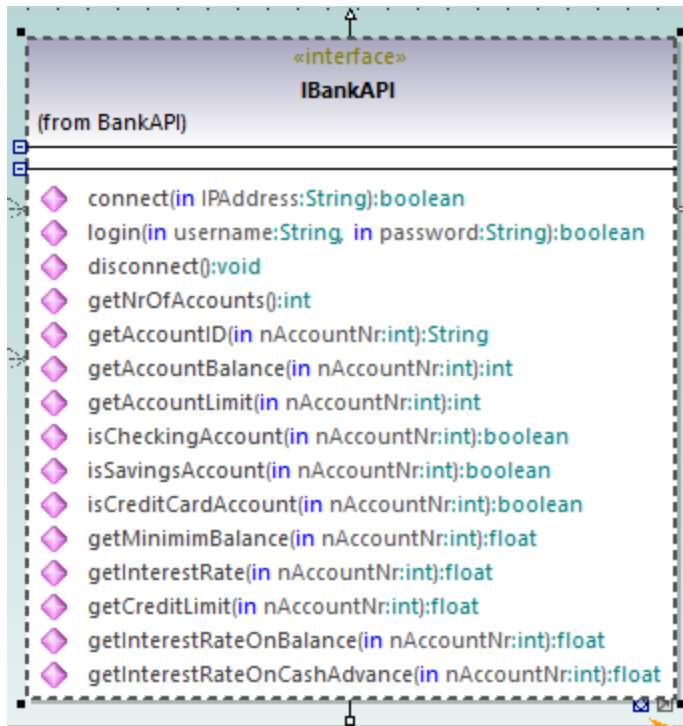 «interface»
IBankAPI
(from BankAPI)
connect(in IPAddress:String):boolean
login(in username:String, in password:String):boolean
disconnect():void
getNrOfAccounts():int
getAccountID(in nAccountNr:int):String
getAccountBalance(in nAccountNr:int):int
getAccountLimit(in nAccountNr:int):int
isCheckingAccount(in nAccountNr:int):boolean
isSavingsAccount(in nAccountNr:int):boolean
isCreditCardAccount(in nAccountNr:int):boolean
getMinimimBalance(in nAccountNr:int):float
getInterestRate(in nAccountNr:int):float
getCreditLimit(in nAccountNr:int):float
getInterestRateOnBalance(in nAccountNr:int):float
getInterestRateOnCashAdvance(in nAccountNr:int):float